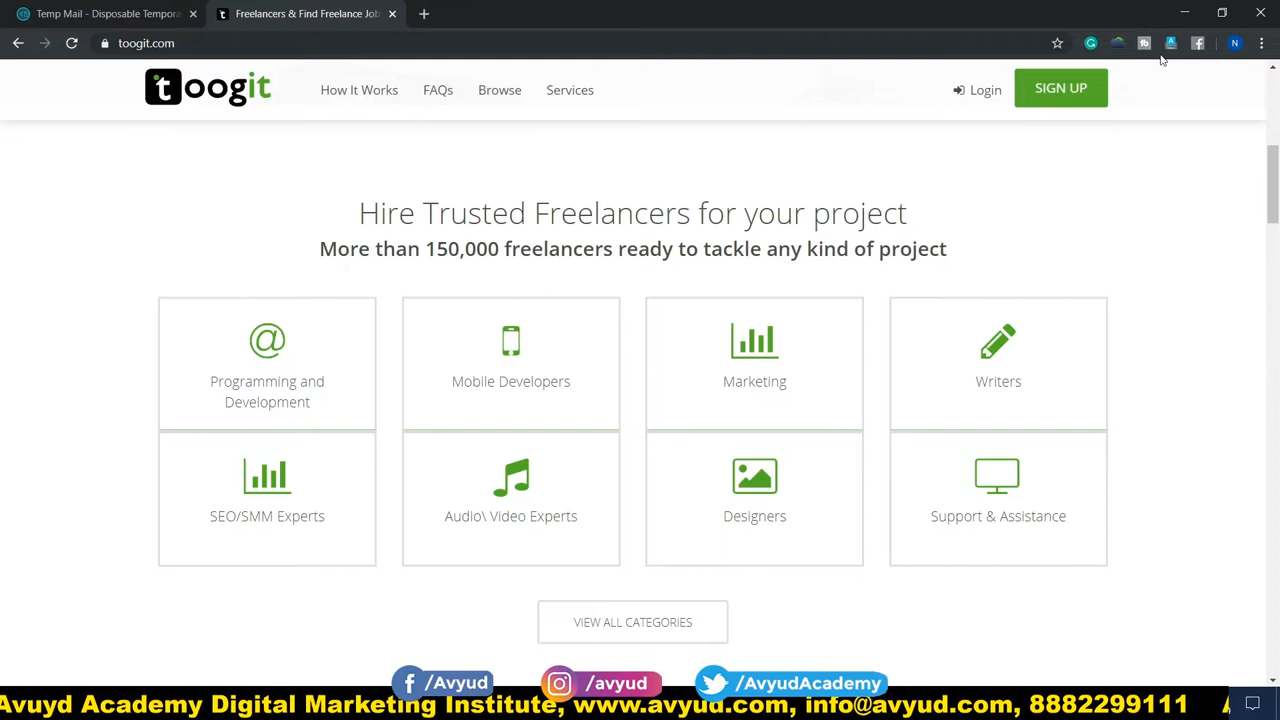 Temp Mail - Disposable Tempora
Freelancers & Find Freelance Job
toogit.com
N
toogit
How It Works
FAQs
Browse
Services
Login
SIGN UP
Hire Trusted Freelancers for your project
More than 150,000 freelancers ready to tackle any kind of project
Programming and
Development
Mobile Developers
Marketing
Writers
SEO/SMM Experts
Audio\ Video Experts
Designers
Support & Assistance
VIEW ALL CATEGORIES
/Avyud
/avyud
/AvyudAcademy
Avuyd Academy Digital Marketing Institute, www.avyud.com, info@avyud.com, 8882299111